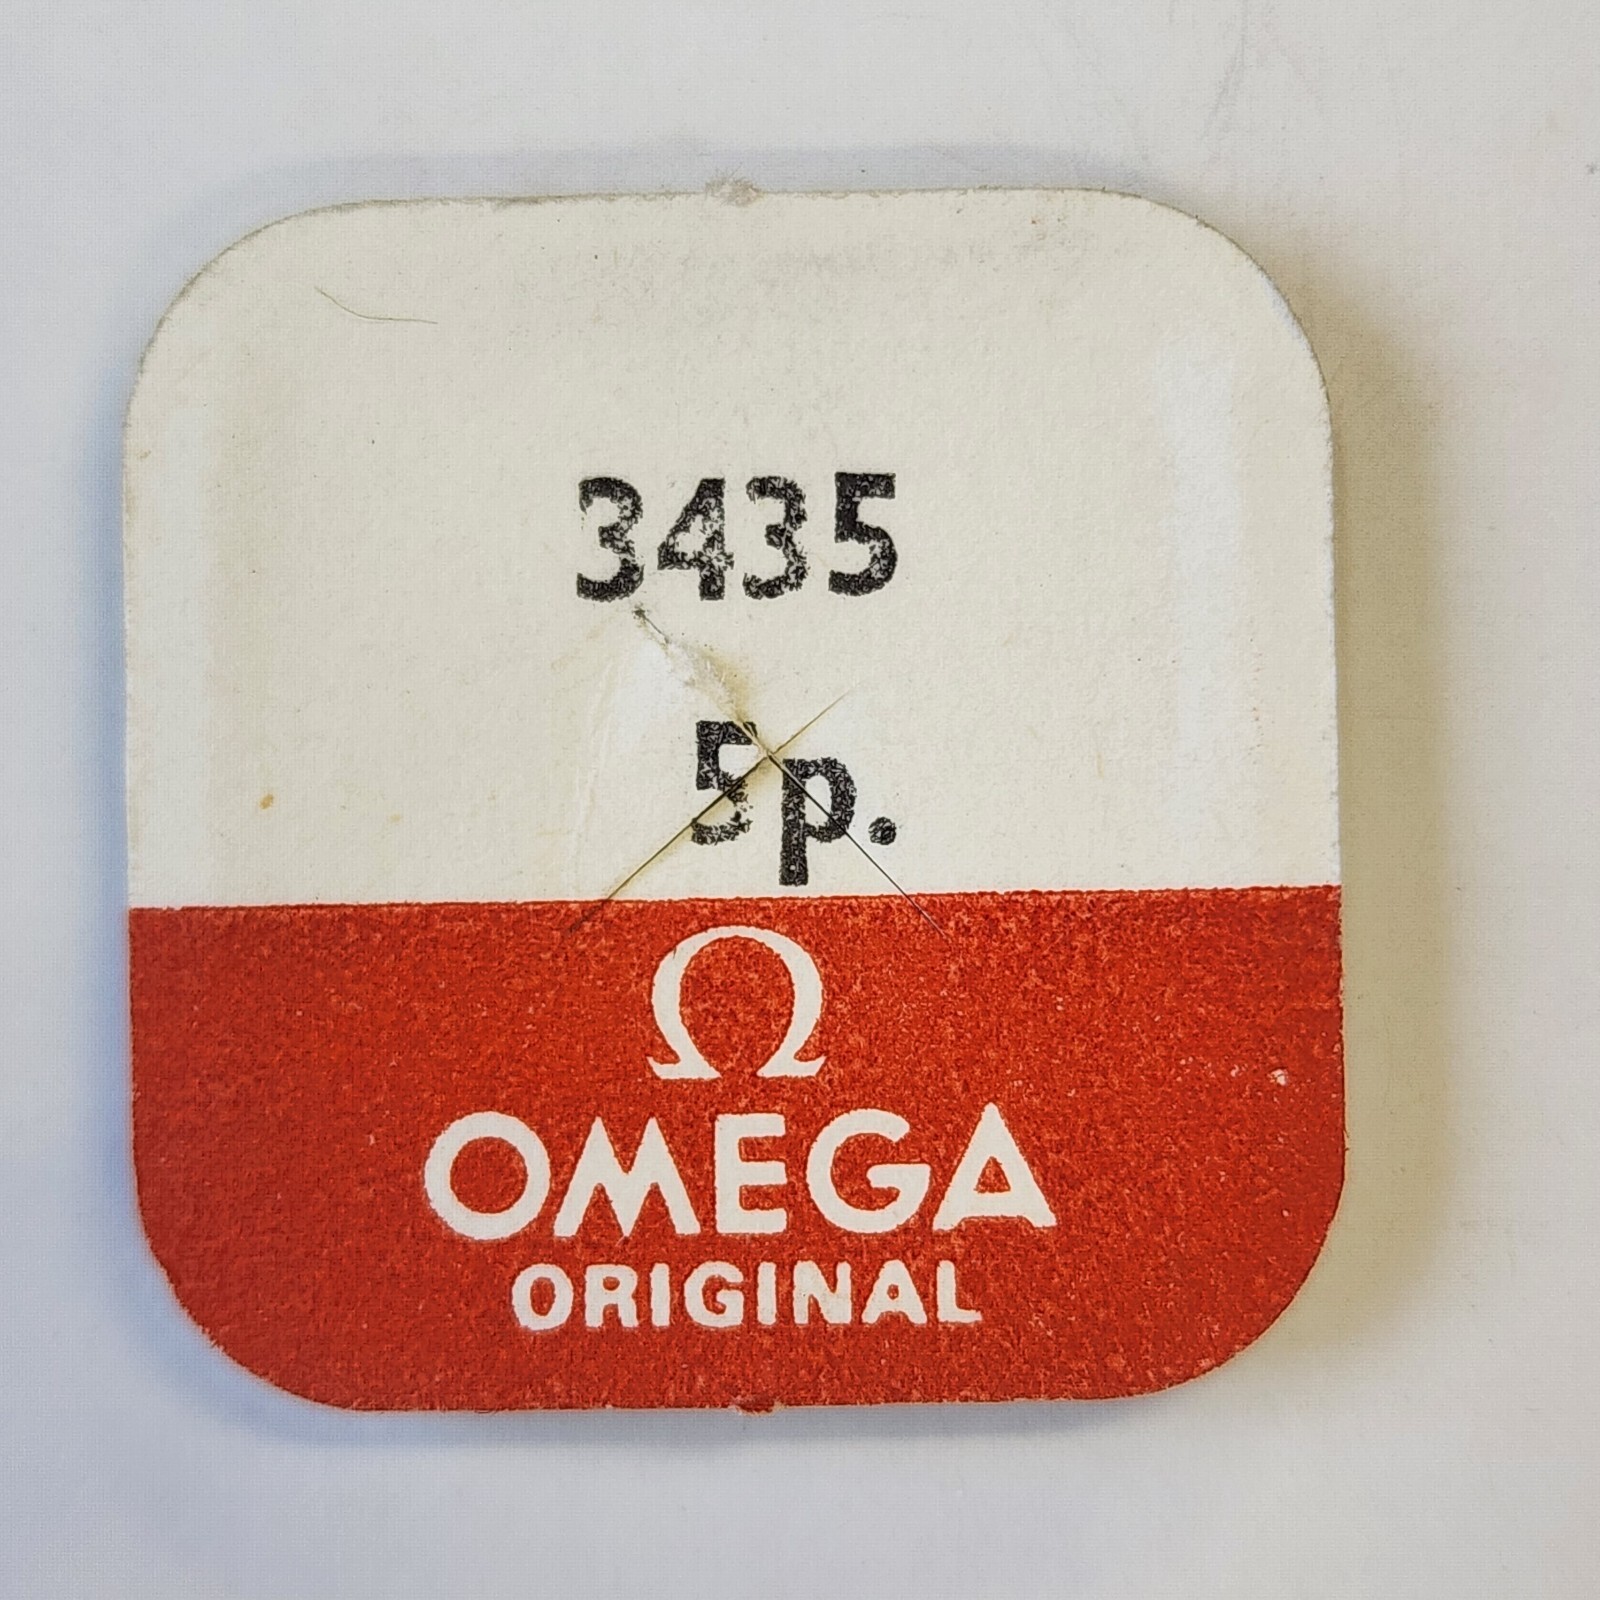 3435
5p.
Ω
OMEGA
ORIGINAL